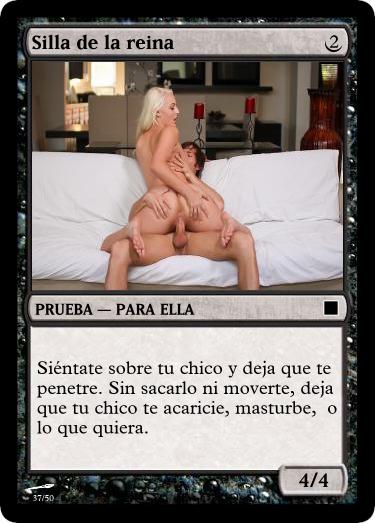 Silla de la reina
2
PRUEBA — PARA ELLA
Siéntate sobre tu chico y deja que te
penetre. Sin sacarlo ni moverte, deja
que tu chico te acaricie, masturbe, o
lo que quiera.
4/4
37/50